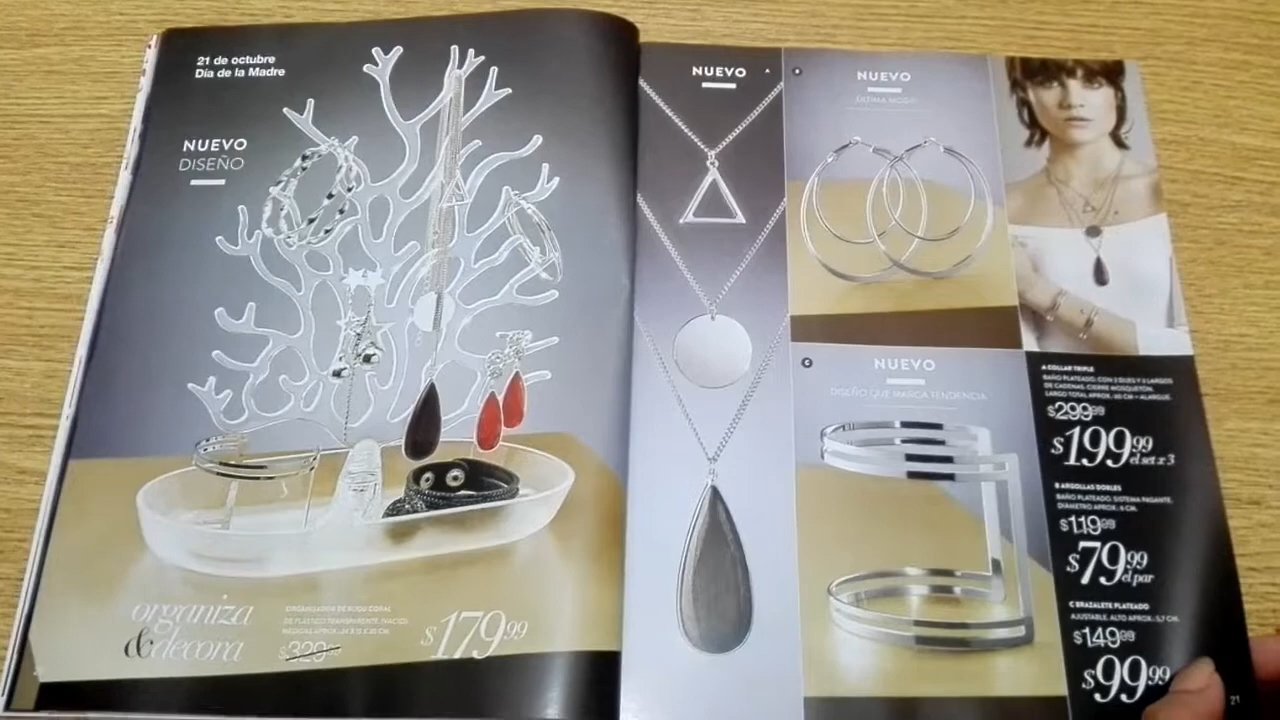 21 de octubre
Día de la Madre
NUEVO
DISEÑO
organiza
&decora
ORGANIZADOR DE BIJOU CORAL
DE PLÁSTICO TRANSPARENTE, MACIZO.
$329
$179.99
NUEVO
A
B
NUEVO
ÚLTIMA MODA
C
NUEVO
DISEÑO QUE MARCA TENDENCIA
A COLLAR TRIPLE
BAÑO PLATEADO. CON 3 DIJES Y 3 LARGOS
DE CADENAS. CIERRE MOSQUETÓN.
LARGO TOTAL APROX.: 60 CM + ALARGUE.
$299.99
$199.99
el set x 3
B ARGOLLAS DOBLES
BAÑO PLATEADO. SISTEMA PASANTE.
DIÁMETRO APROX.: 6 CM.
$119.99
$79.99
el par
C BRAZALETE PLATEADO
AJUSTABLE. ALTO APROX.: 5,7 CM.
$149.99
$99.99
21